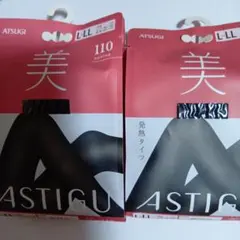 ATSUGI
L-LL
美
110
ASTIGU
ATSUGI
L-LL
美
発熱タイツ
ASTIGU